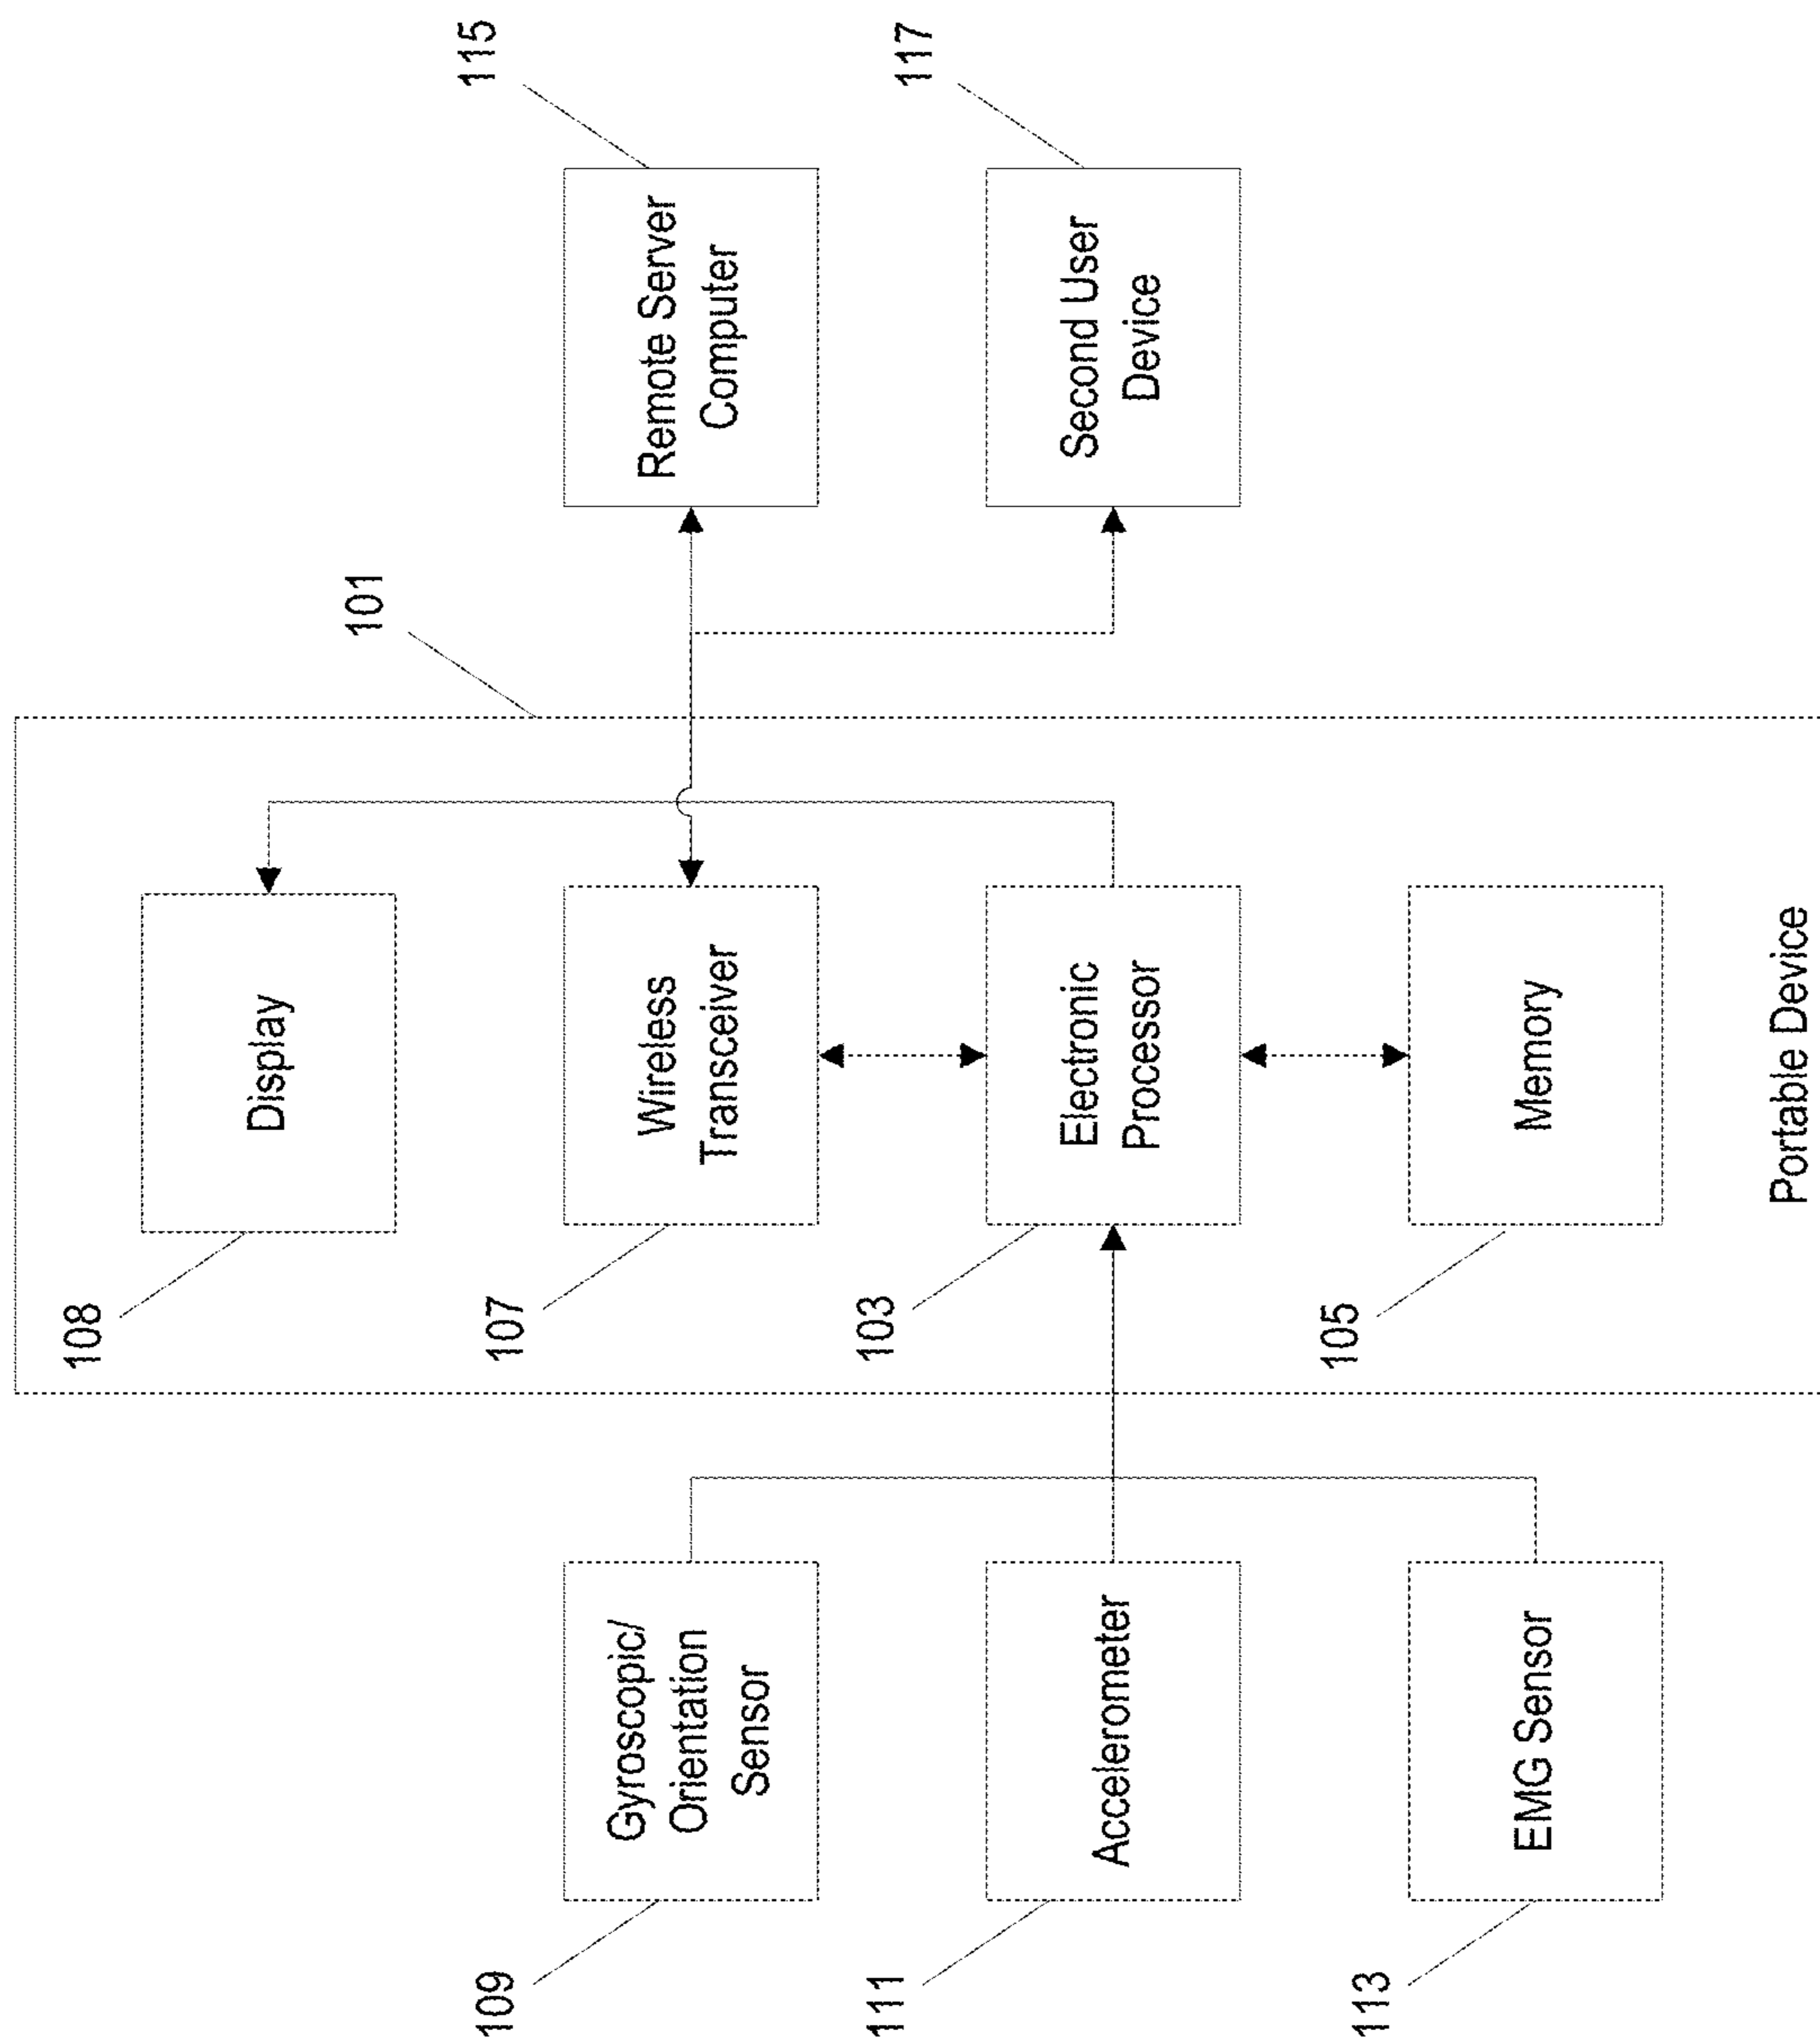 108
Display
101
115
Gyroscopic/
Orientation
Sensor
109
107
Wireless
Transceiver
Remote Server
Computer
111
Accelerometer
103
Electronic
Processor
117
Second User
Device
113
EMG Sensor
105
Memory
Portable Device